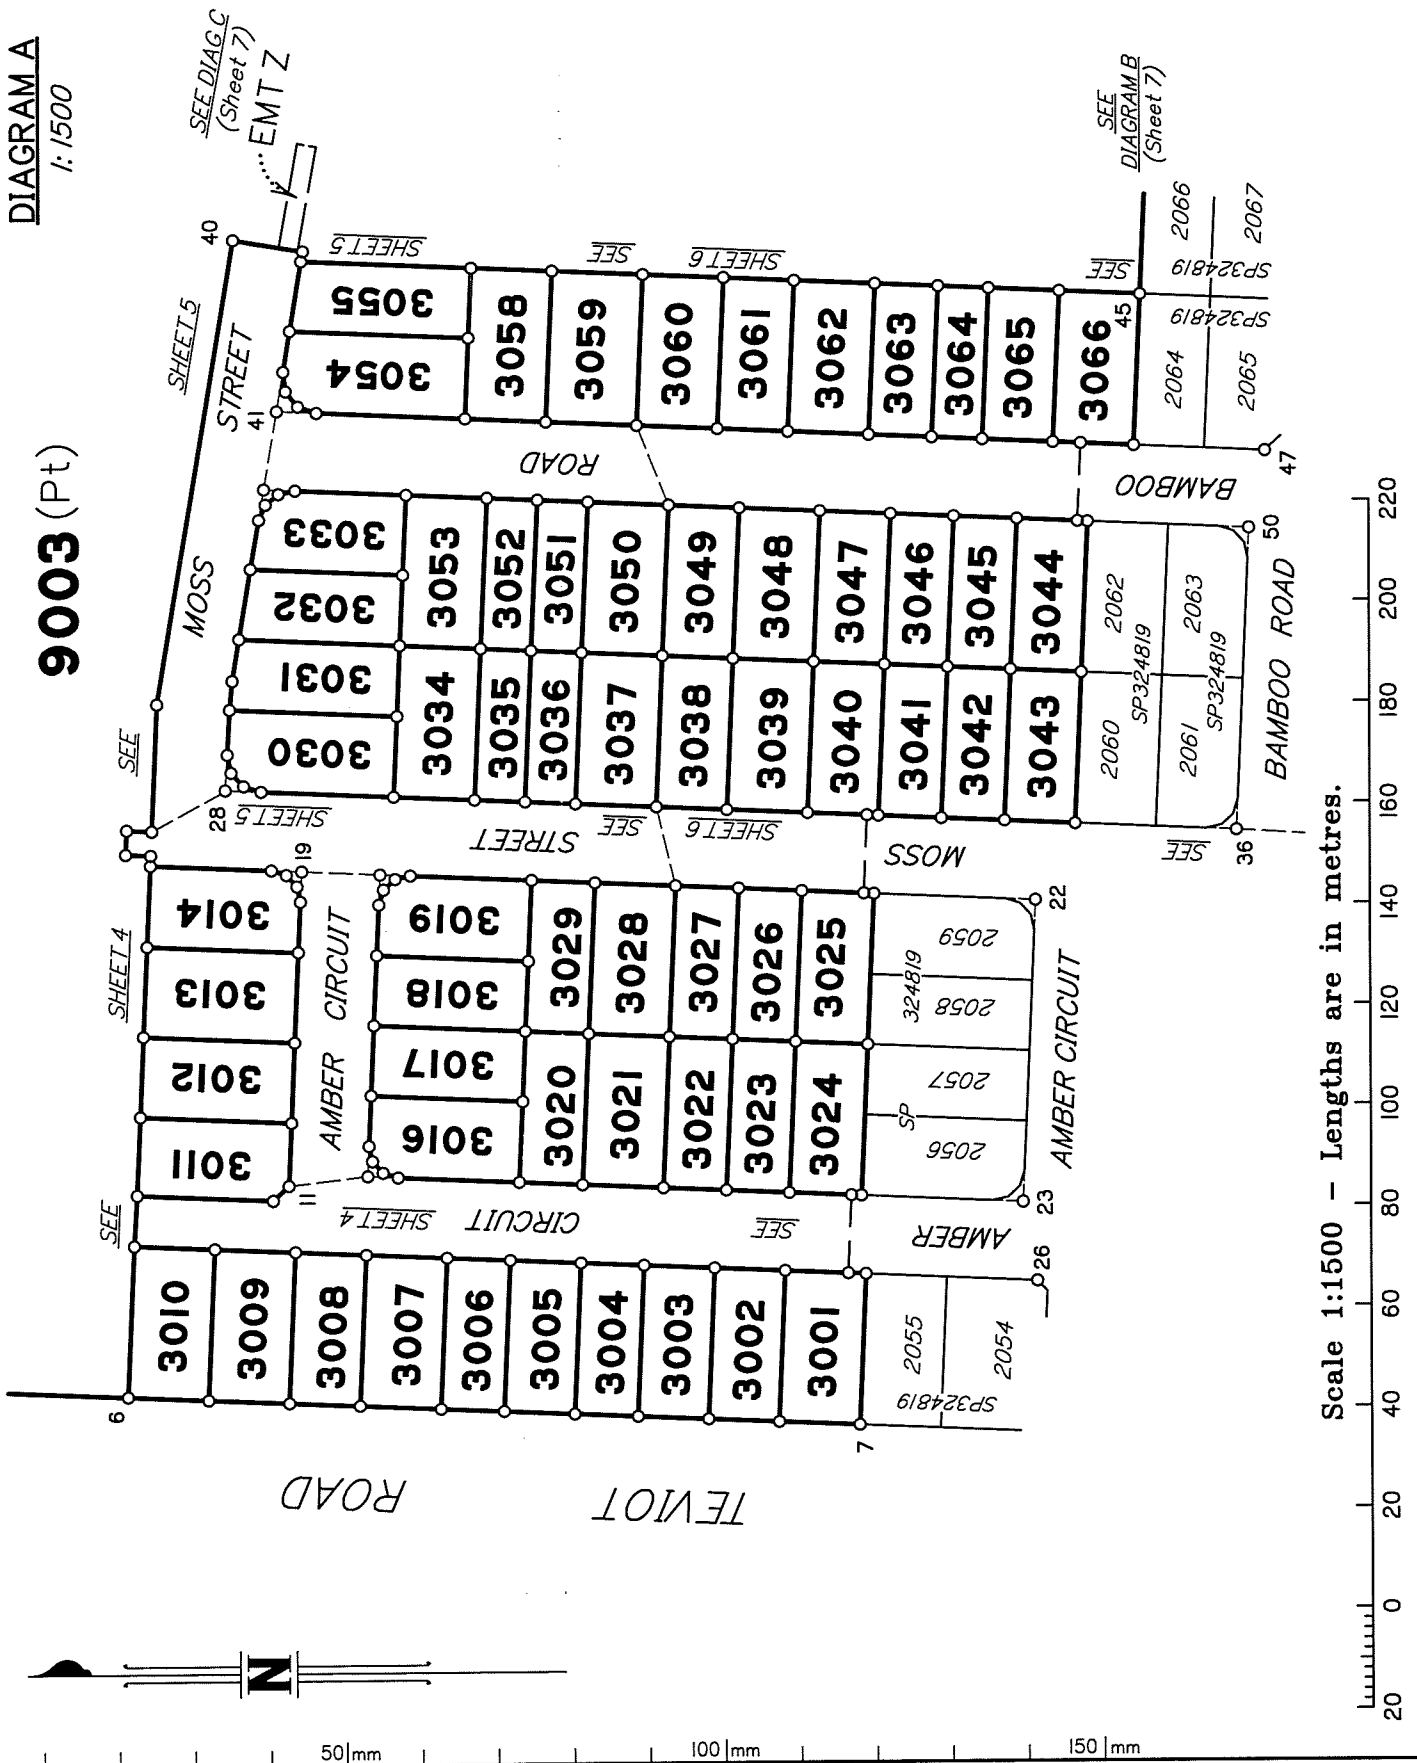 DIAGRAM A
1:1500
9003 (Pt)
SEE DIAG C
(Sheet 7)
EMT Z
40
SHEET 5
MOSS
STREET
SEE
41
28
SHEET 4
SEE
19
11
6
3055
3054
3058
3059
3060
3061
3062
3063
3064
3065
3066
SHEET 5
SEE
SHEET 6
SEE
45
SEE
DIAGRAM B
(Sheet 7)
2066
2067
SP324819
2064
2065
SP324819
47
ROAD
BAMBOO
3033
3032
3031
3030
3053
3052
3051
3050
3049
3048
3047
3046
3045
3044
3034
3035
3036
3037
3038
3039
3040
3041
3042
3043
2062
2060
SP324819
2063
2061
SP324819
50
BAMBOO ROAD
36
SHEET 5
STREET
SEE
SHEET 6
MOSS
SEE
3014
3013
3012
3011
AMBER CIRCUIT
3019
3018
3017
3016
3029
3028
3027
3026
3025
3020
3021
3022
3023
3024
2059
2058
2057
2056
SP
324819
22
23
AMBER CIRCUIT
SHEET 4
CIRCUIT
SEE
AMBER
26
3010
3009
3008
3007
3006
3005
3004
3003
3002
3001
2055
2054
SP324819
7
TEVIOT
ROAD
N
Scale 1:1500 – Lengths are in metres.
20 0 20 40 60 80 100 120 140 160 180 200 220
50 mm
100 mm
150 mm